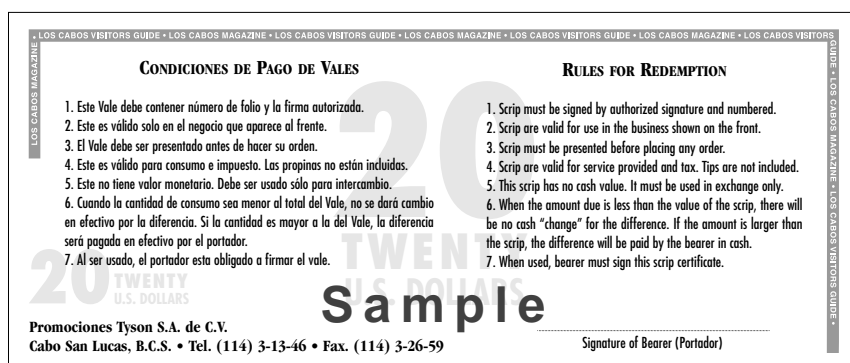 • LOS CABOS VISITORS GUIDE • LOS CABOS MAGAZINE • LOS CABOS VISITORS GUIDE • LOS CABOS MAGAZINE • LOS CABOS VISITORS GUIDE • LOS CABOS MAGAZINE • LOS CABOS VISITORS
GUIDE • LOS CABOS MAGAZINE • LOS CABOS VISITORS GUIDE •
LOS CABOS MAGAZINE
CONDICIONES DE PAGO DE VALES
1. Este Vale debe contener número de folio y la firma autorizada.
2. Este es válido solo en el negocio que aparece al frente.
3. El Vale debe ser presentado antes de hacer su orden.
4. Este es válido para consumo e impuesto. Las propinas no están incluidas.
5. Este no tiene valor monetario. Debe ser usado sólo para intercambio.
6. Cuando la cantidad de consumo sea menor al total del Vale, no se dará cambio
en efectivo por la diferencia. Si la cantidad es mayor a la del Vale, la diferencia
será pagada en efectivo por el portador.
7. Al ser usado, el portador esta obligado a firmar el vale.
RULES FOR REDEMPTION
1. Scrip must be signed by authorized signature and numbered.
2. Scrip are valid for use in the business shown on the front.
3. Scrip must be presented before placing any order.
4. Scrip are valid for service provided and tax. Tips are not included.
5. This scrip has no cash value. It must be used in exchange only.
6. When the amount due is less than the value of the scrip, there will
be no cash “change” for the difference. If the amount is larger than
the scrip, the difference will be paid by the bearer in cash.
7. When used, bearer must sign this scrip certificate.
20
TWENTY
U.S. DOLLARS
20
TWENTY
U.S. DOLLARS
Sample
Promociones Tyson S.A. de C.V.
Cabo San Lucas, B.C.S. • Tel. (114) 3-13-46 • Fax. (114) 3-26-59
Signature of Bearer (Portador)